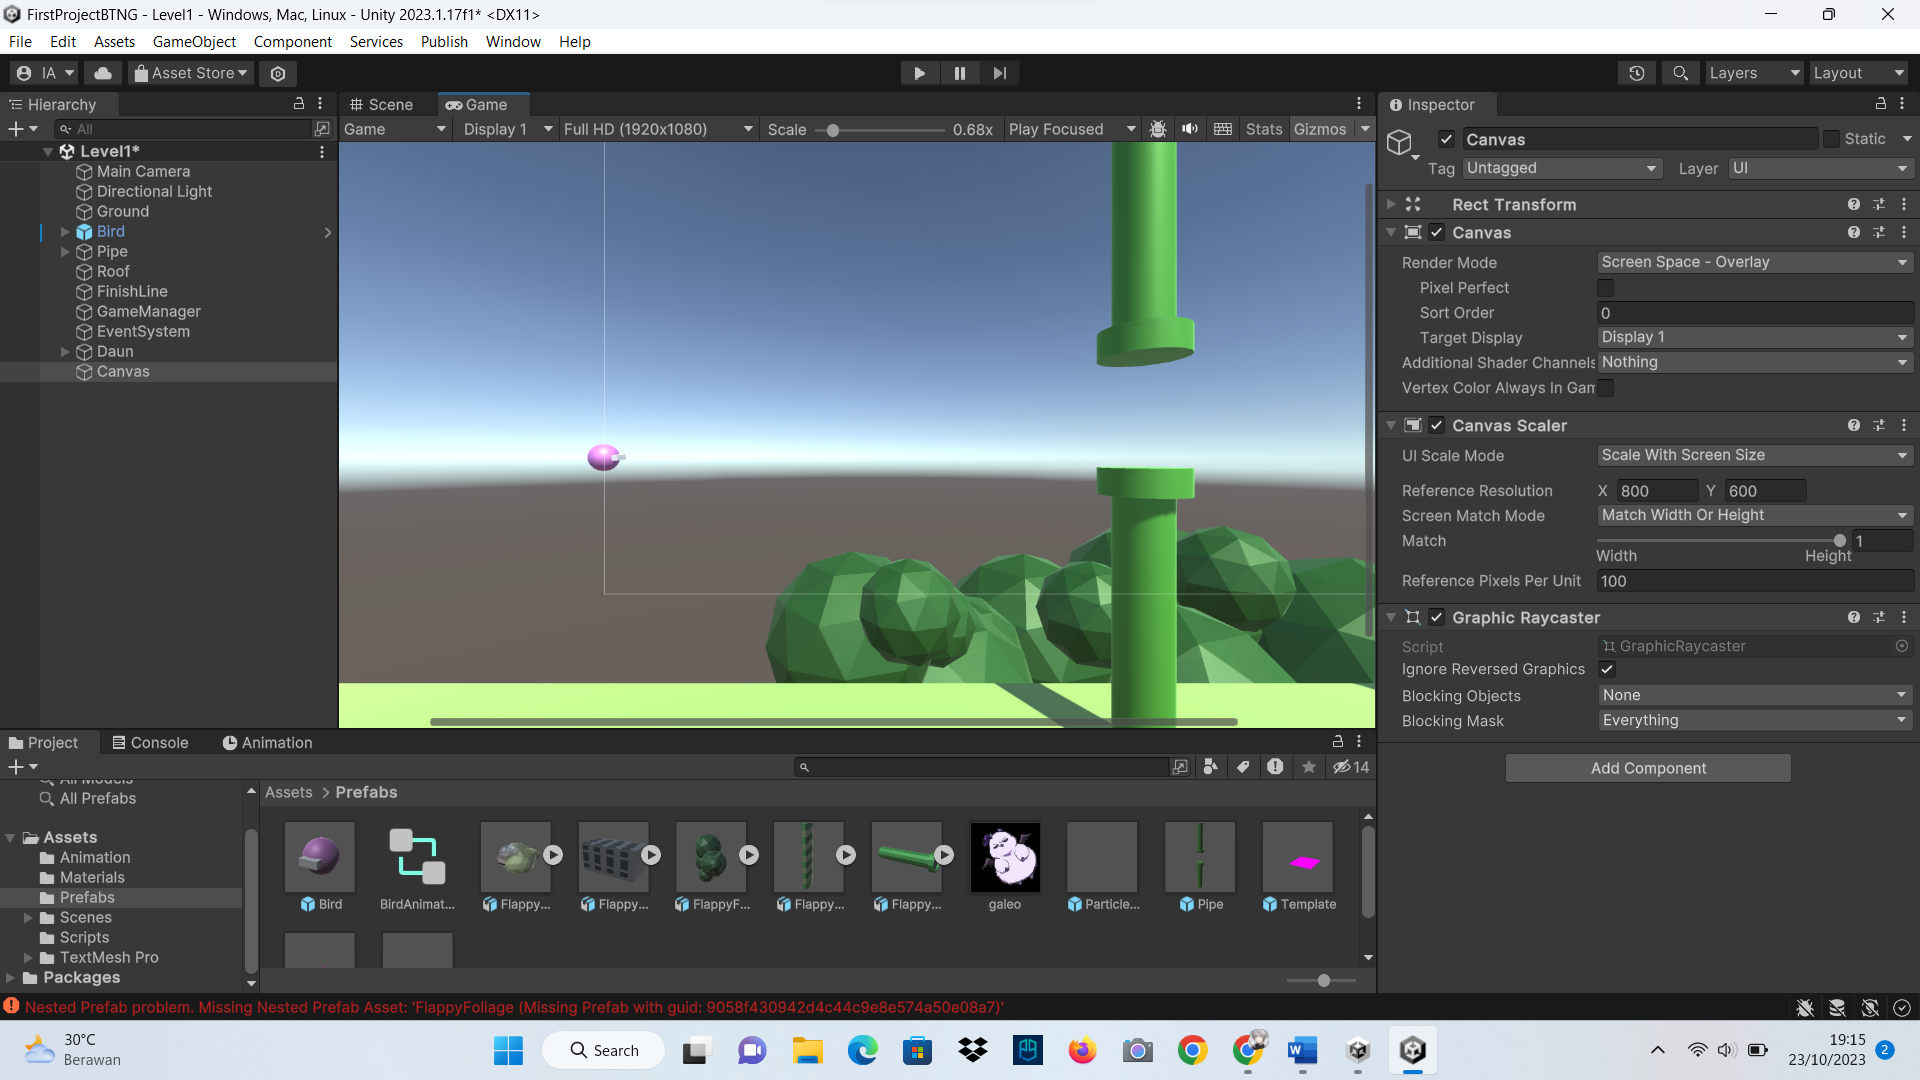 FirstProjectBTNG - Level1 - Windows, Mac, Linux - Unity 2023.1.17f1* <DX11>
File Edit Assets GameObject Component Services Publish Window Help
IA Asset Store Layers Layout
Hierarchy
All
Level1*
Main Camera
Directional Light
Ground
Bird
Pipe
Roof
FinishLine
GameManager
EventSystem
Daun
Canvas
Scene Game
Game Display 1 Full HD (1920x1080) Scale 0.68x Play Focused Stats Gizmos
Inspector
Canvas Static
Tag Untagged Layer UI
Rect Transform
Canvas
Render Mode Screen Space - Overlay
Pixel Perfect
Sort Order 0
Target Display Display 1
Additional Shader Channels Nothing
Vertex Color Always In Gam
Canvas Scaler
UI Scale Mode Scale With Screen Size
Reference Resolution X 800 Y 600
Screen Match Mode Match Width Or Height
Match 1
Width Height
Reference Pixels Per Unit 100
Graphic Raycaster
Script GraphicRaycaster
Ignore Reversed Graphics
Blocking Objects None
Blocking Mask Everything
Add Component
Project Console Animation
14
All Models
All Prefabs
Assets
Animation
Materials
Prefabs
Scenes
Scripts
TextMesh Pro
Packages
Assets > Prefabs
Bird BirdAnimat... Flappy... Flappy... FlappyF... Flappy... Flappy... galeo Particle... Pipe Template
Nested Prefab problem. Missing Nested Prefab Asset: 'FlappyFoliage (Missing Prefab with guid: 9058f430942d4c44c9e8e574a50e08a7)'
30°C
Berawan
Search
19:15
23/10/2023
2